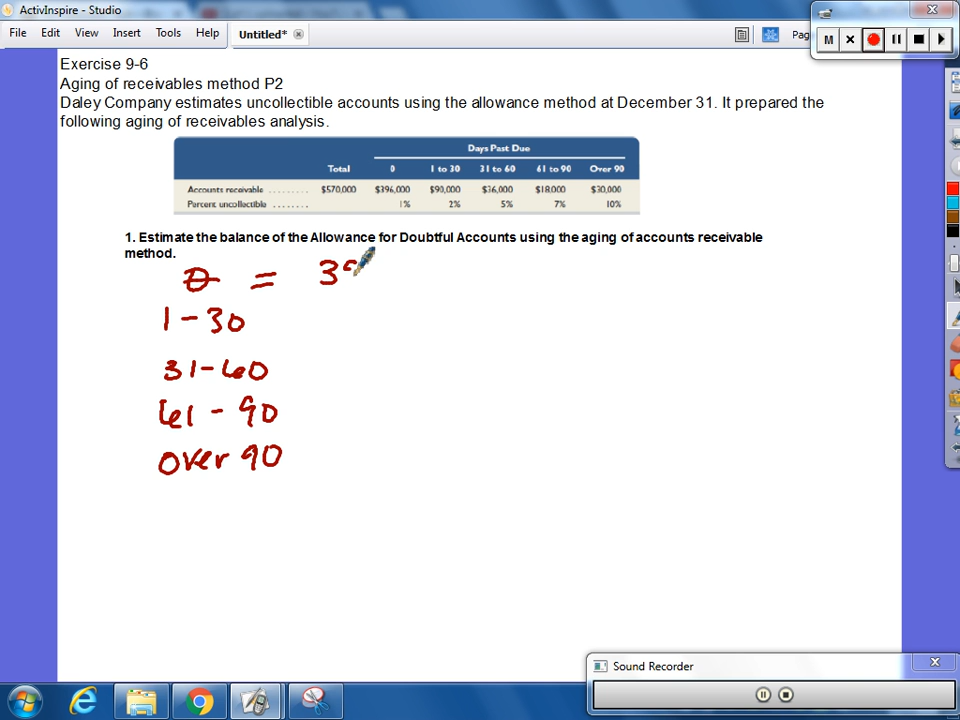 ActivInspire - Studio
File Edit View Insert Tools Help Untitled* Pag
M
Exercise 9-6
Aging of receivables method P2
Daley Company estimates uncollectible accounts using the allowance method at December 31. It prepared the
following aging of receivables analysis.
Days Past Due
Total 0 1 to 30 31 to 60 61 to 90 Over 90
Accounts receivable ......... $570,000 $396,000 $90,000 $36,000 $18,000 $30,000
Percent uncollectible ........ 1% 2% 5% 7% 10%
1. Estimate the balance of the Allowance for Doubtful Accounts using the aging of accounts receivable
method.
0 = 39
1 - 30
31 - 60
61 - 90
over 90
Sound Recorder